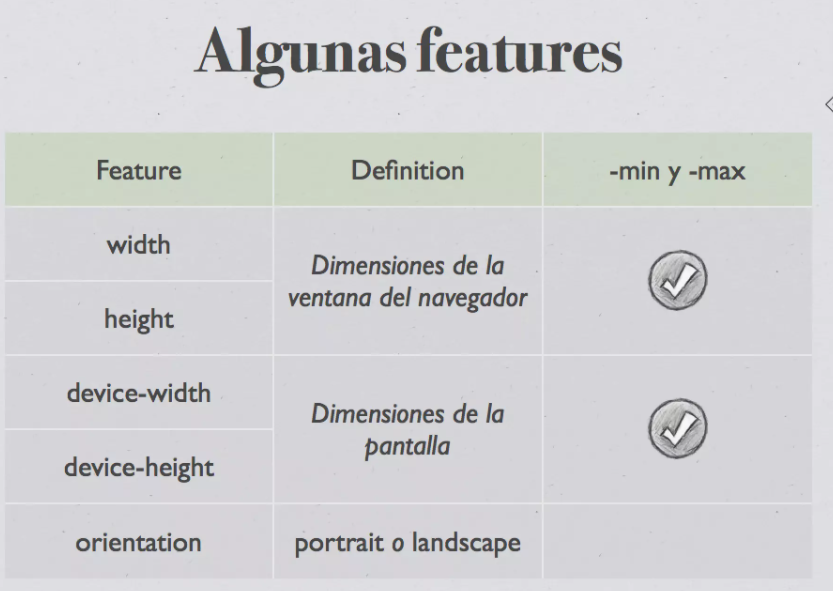 Algunas features
Feature
Definition
-min y -max
width
Dimensiones de la
ventana del navegador
height
device-width
Dimensiones de la
pantalla
device-height
orientation
portrait o landscape